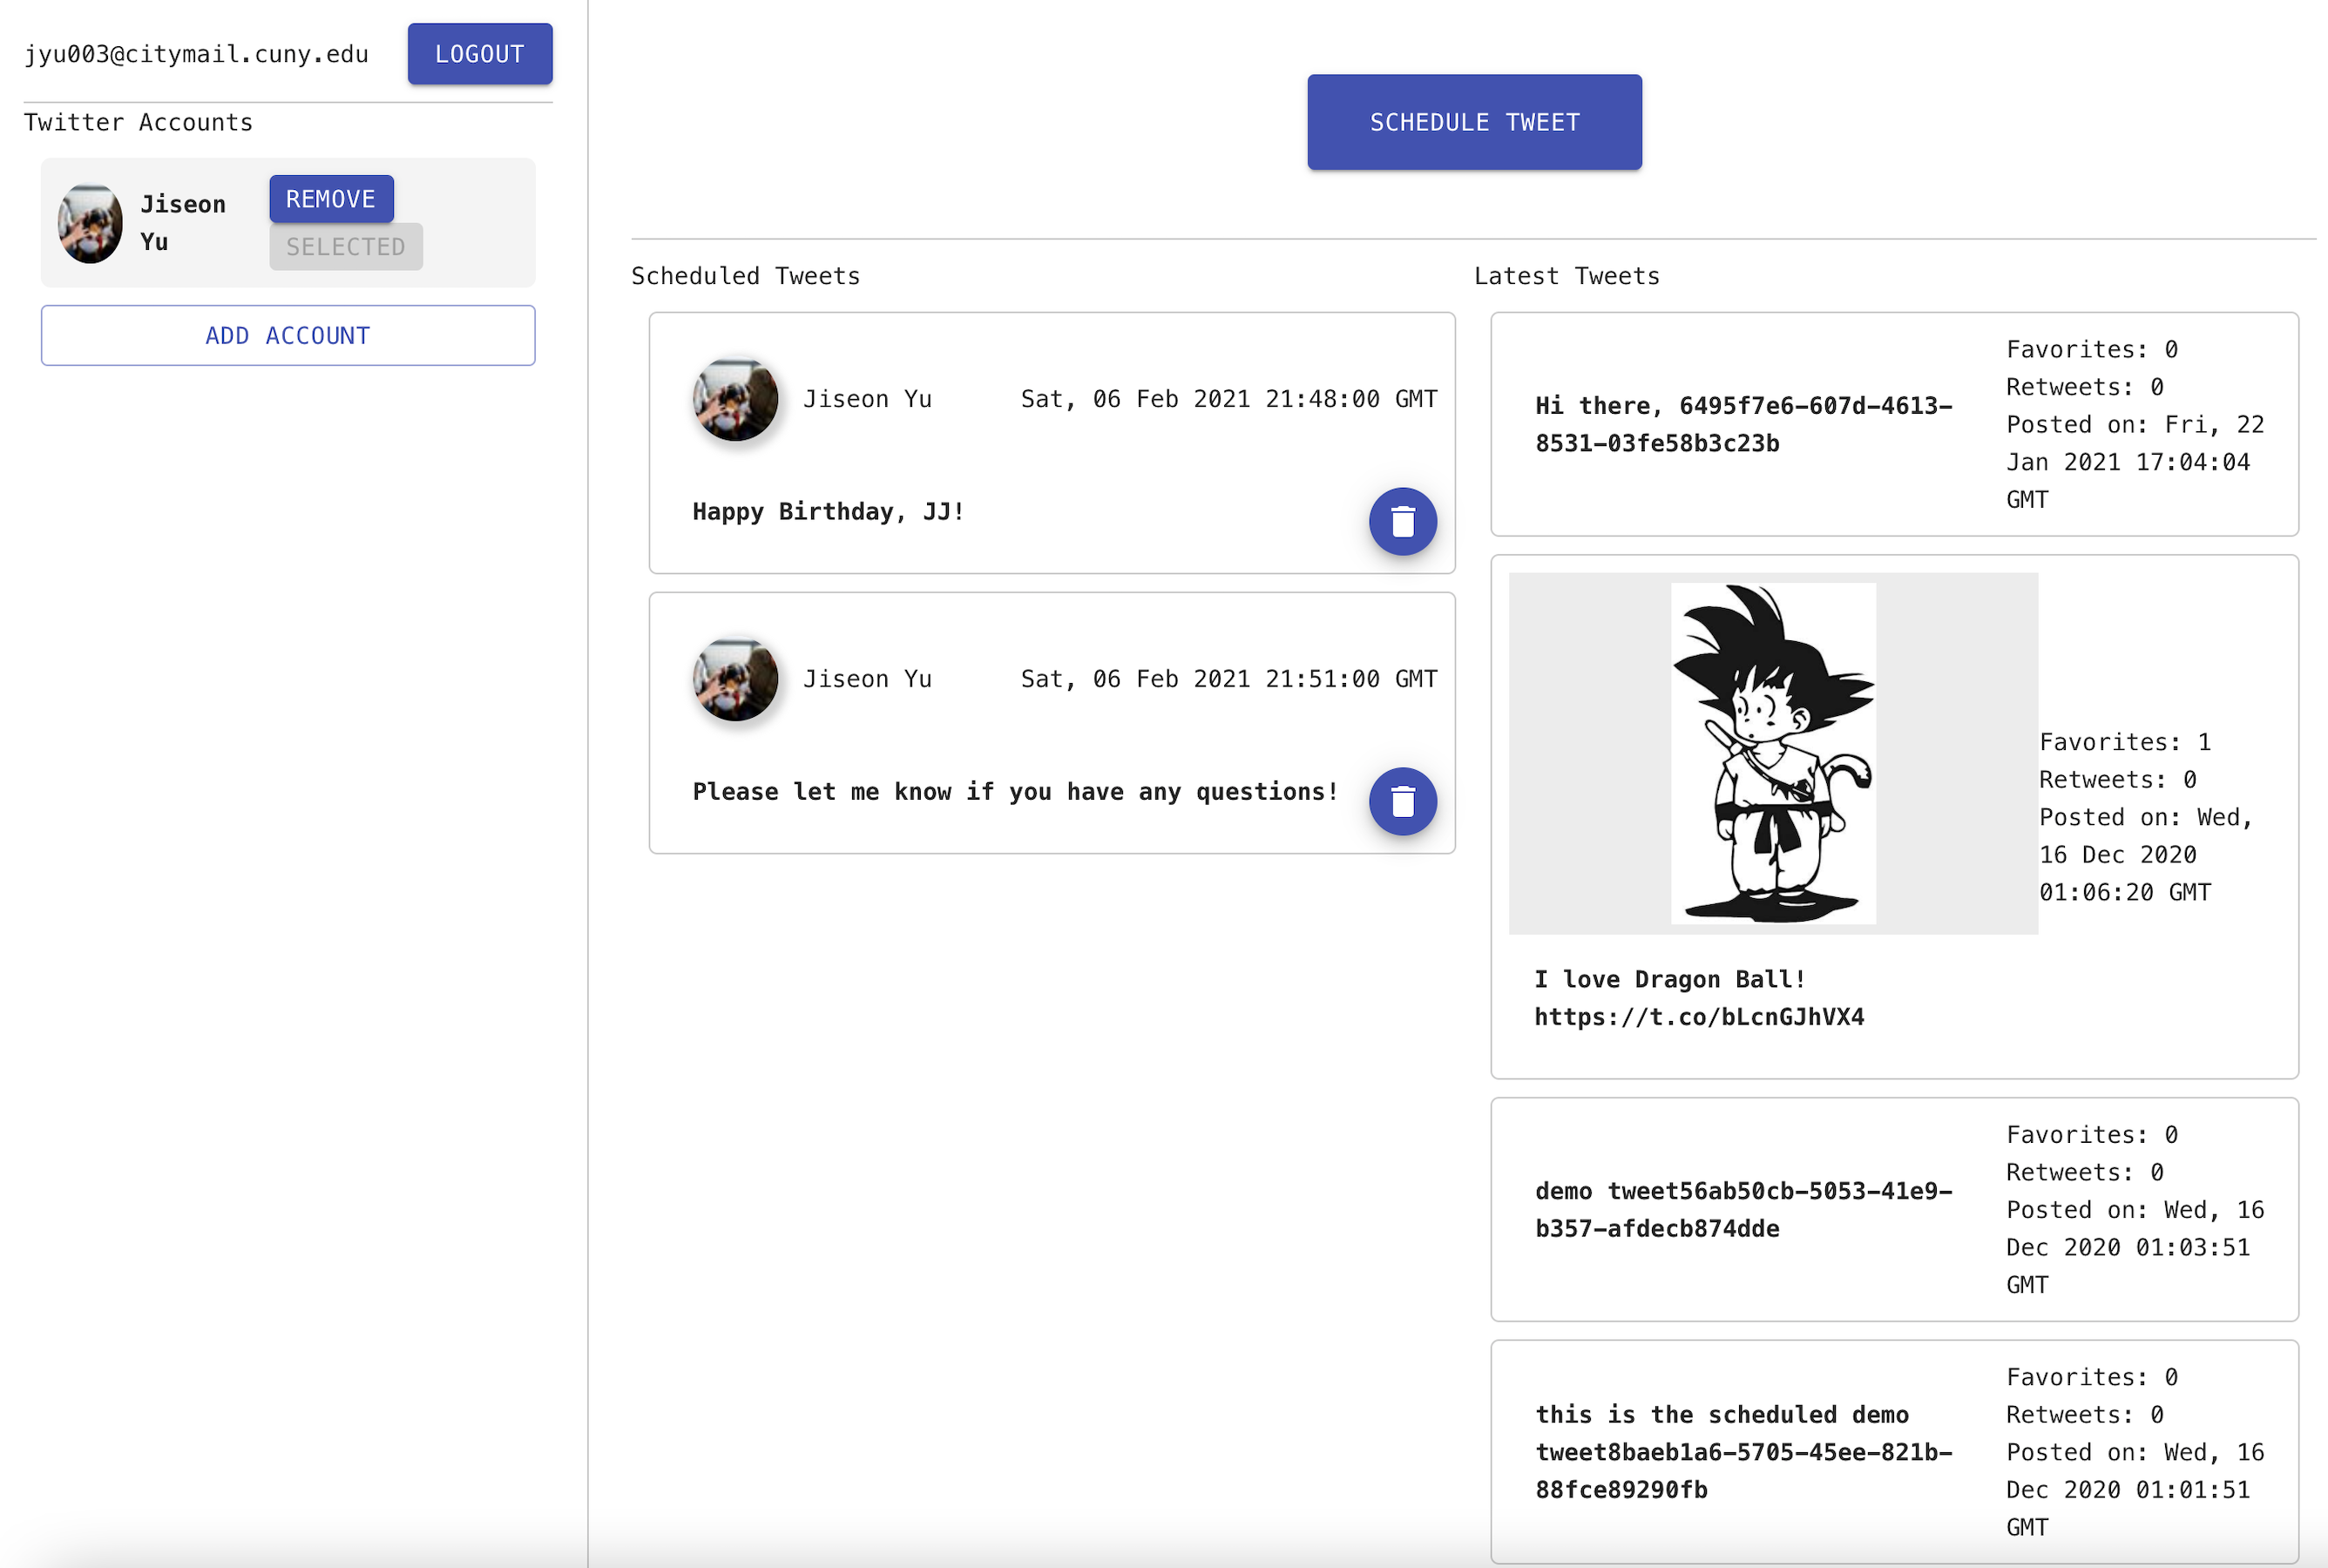 jyu003@citymail.cuny.edu
LOGOUT
Twitter Accounts
Jiseon
Yu
REMOVE
SELECTED
ADD ACCOUNT
SCHEDULE TWEET
Scheduled Tweets
Jiseon Yu
Sat, 06 Feb 2021 21:48:00 GMT
Happy Birthday, JJ!
Jiseon Yu
Sat, 06 Feb 2021 21:51:00 GMT
Please let me know if you have any questions!
Latest Tweets
Hi there, 6495f7e6-607d-4613-
8531-03fe58b3c23b
Favorites: 0
Retweets: 0
Posted on: Fri, 22
Jan 2021 17:04:04
GMT
Favorites: 1
Retweets: 0
Posted on: Wed,
16 Dec 2020
01:06:20 GMT
I love Dragon Ball!
https://t.co/bLcnGJhVX4
demo tweet56ab50cb-5053-41e9-
b357-afdecb874dde
Favorites: 0
Retweets: 0
Posted on: Wed, 16
Dec 2020 01:03:51
GMT
this is the scheduled demo
tweet8baeb1a6-5705-45ee-821b-
88fce89290fb
Favorites: 0
Retweets: 0
Posted on: Wed, 16
Dec 2020 01:01:51
GMT